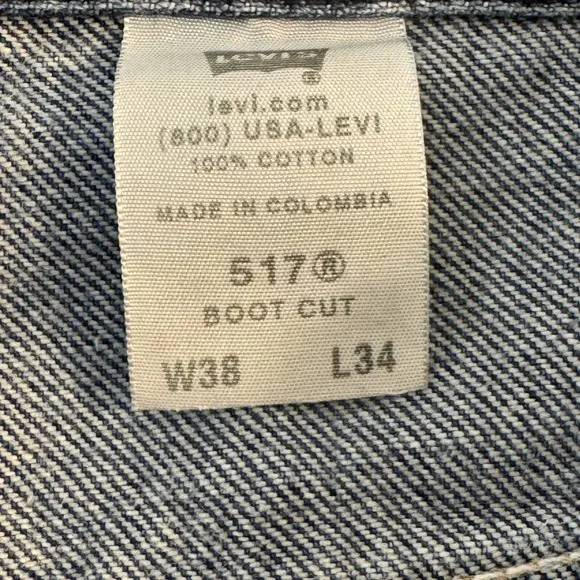 LEVI'S ®
levi.com
(800) USA-LEVI
100% COTTON
MADE IN COLOMBIA
517®
BOOT CUT
W38 L34